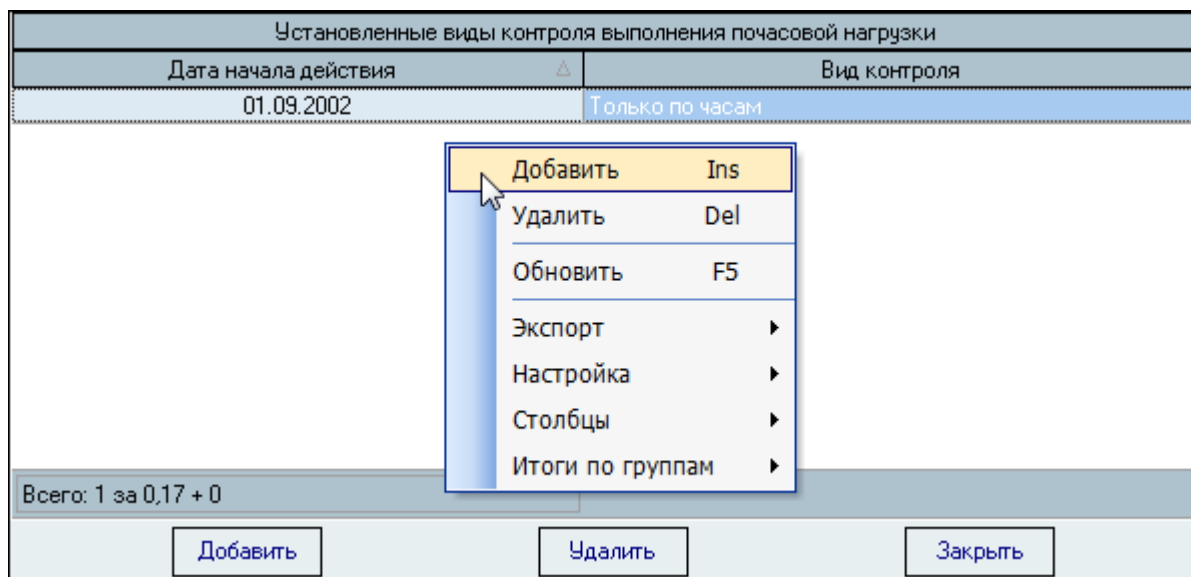 Установленные виды контроля выполнения почасовой нагрузки
Дата начала действия Вид контроля
01.09.2002 Только по часам
Добавить Ins
Удалить Del
Обновить F5
Экспорт
Настройка
Столбцы
Итоги по группам
Всего: 1 за 0,17 + 0
Добавить Удалить Закрыть